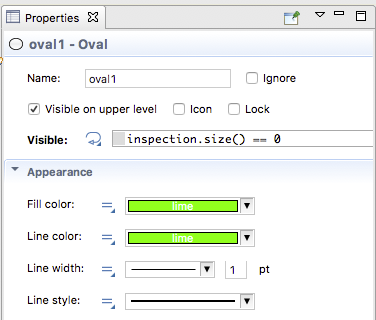 Properties
oval1 - Oval
Name: oval1 Ignore
Visible on upper level Icon Lock
Visible: inspection.size() == 0
Appearance
Fill color: lime
Line color: lime
Line width: 1 pt
Line style: